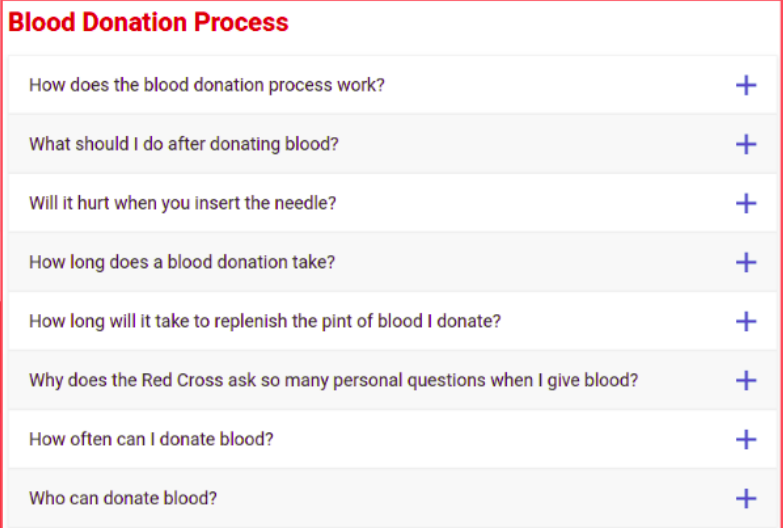 Blood Donation Process
How does the blood donation process work?
What should I do after donating blood?
Will it hurt when you insert the needle?
How long does a blood donation take?
How long will it take to replenish the pint of blood I donate?
Why does the Red Cross ask so many personal questions when I give blood?
How often can I donate blood?
Who can donate blood?